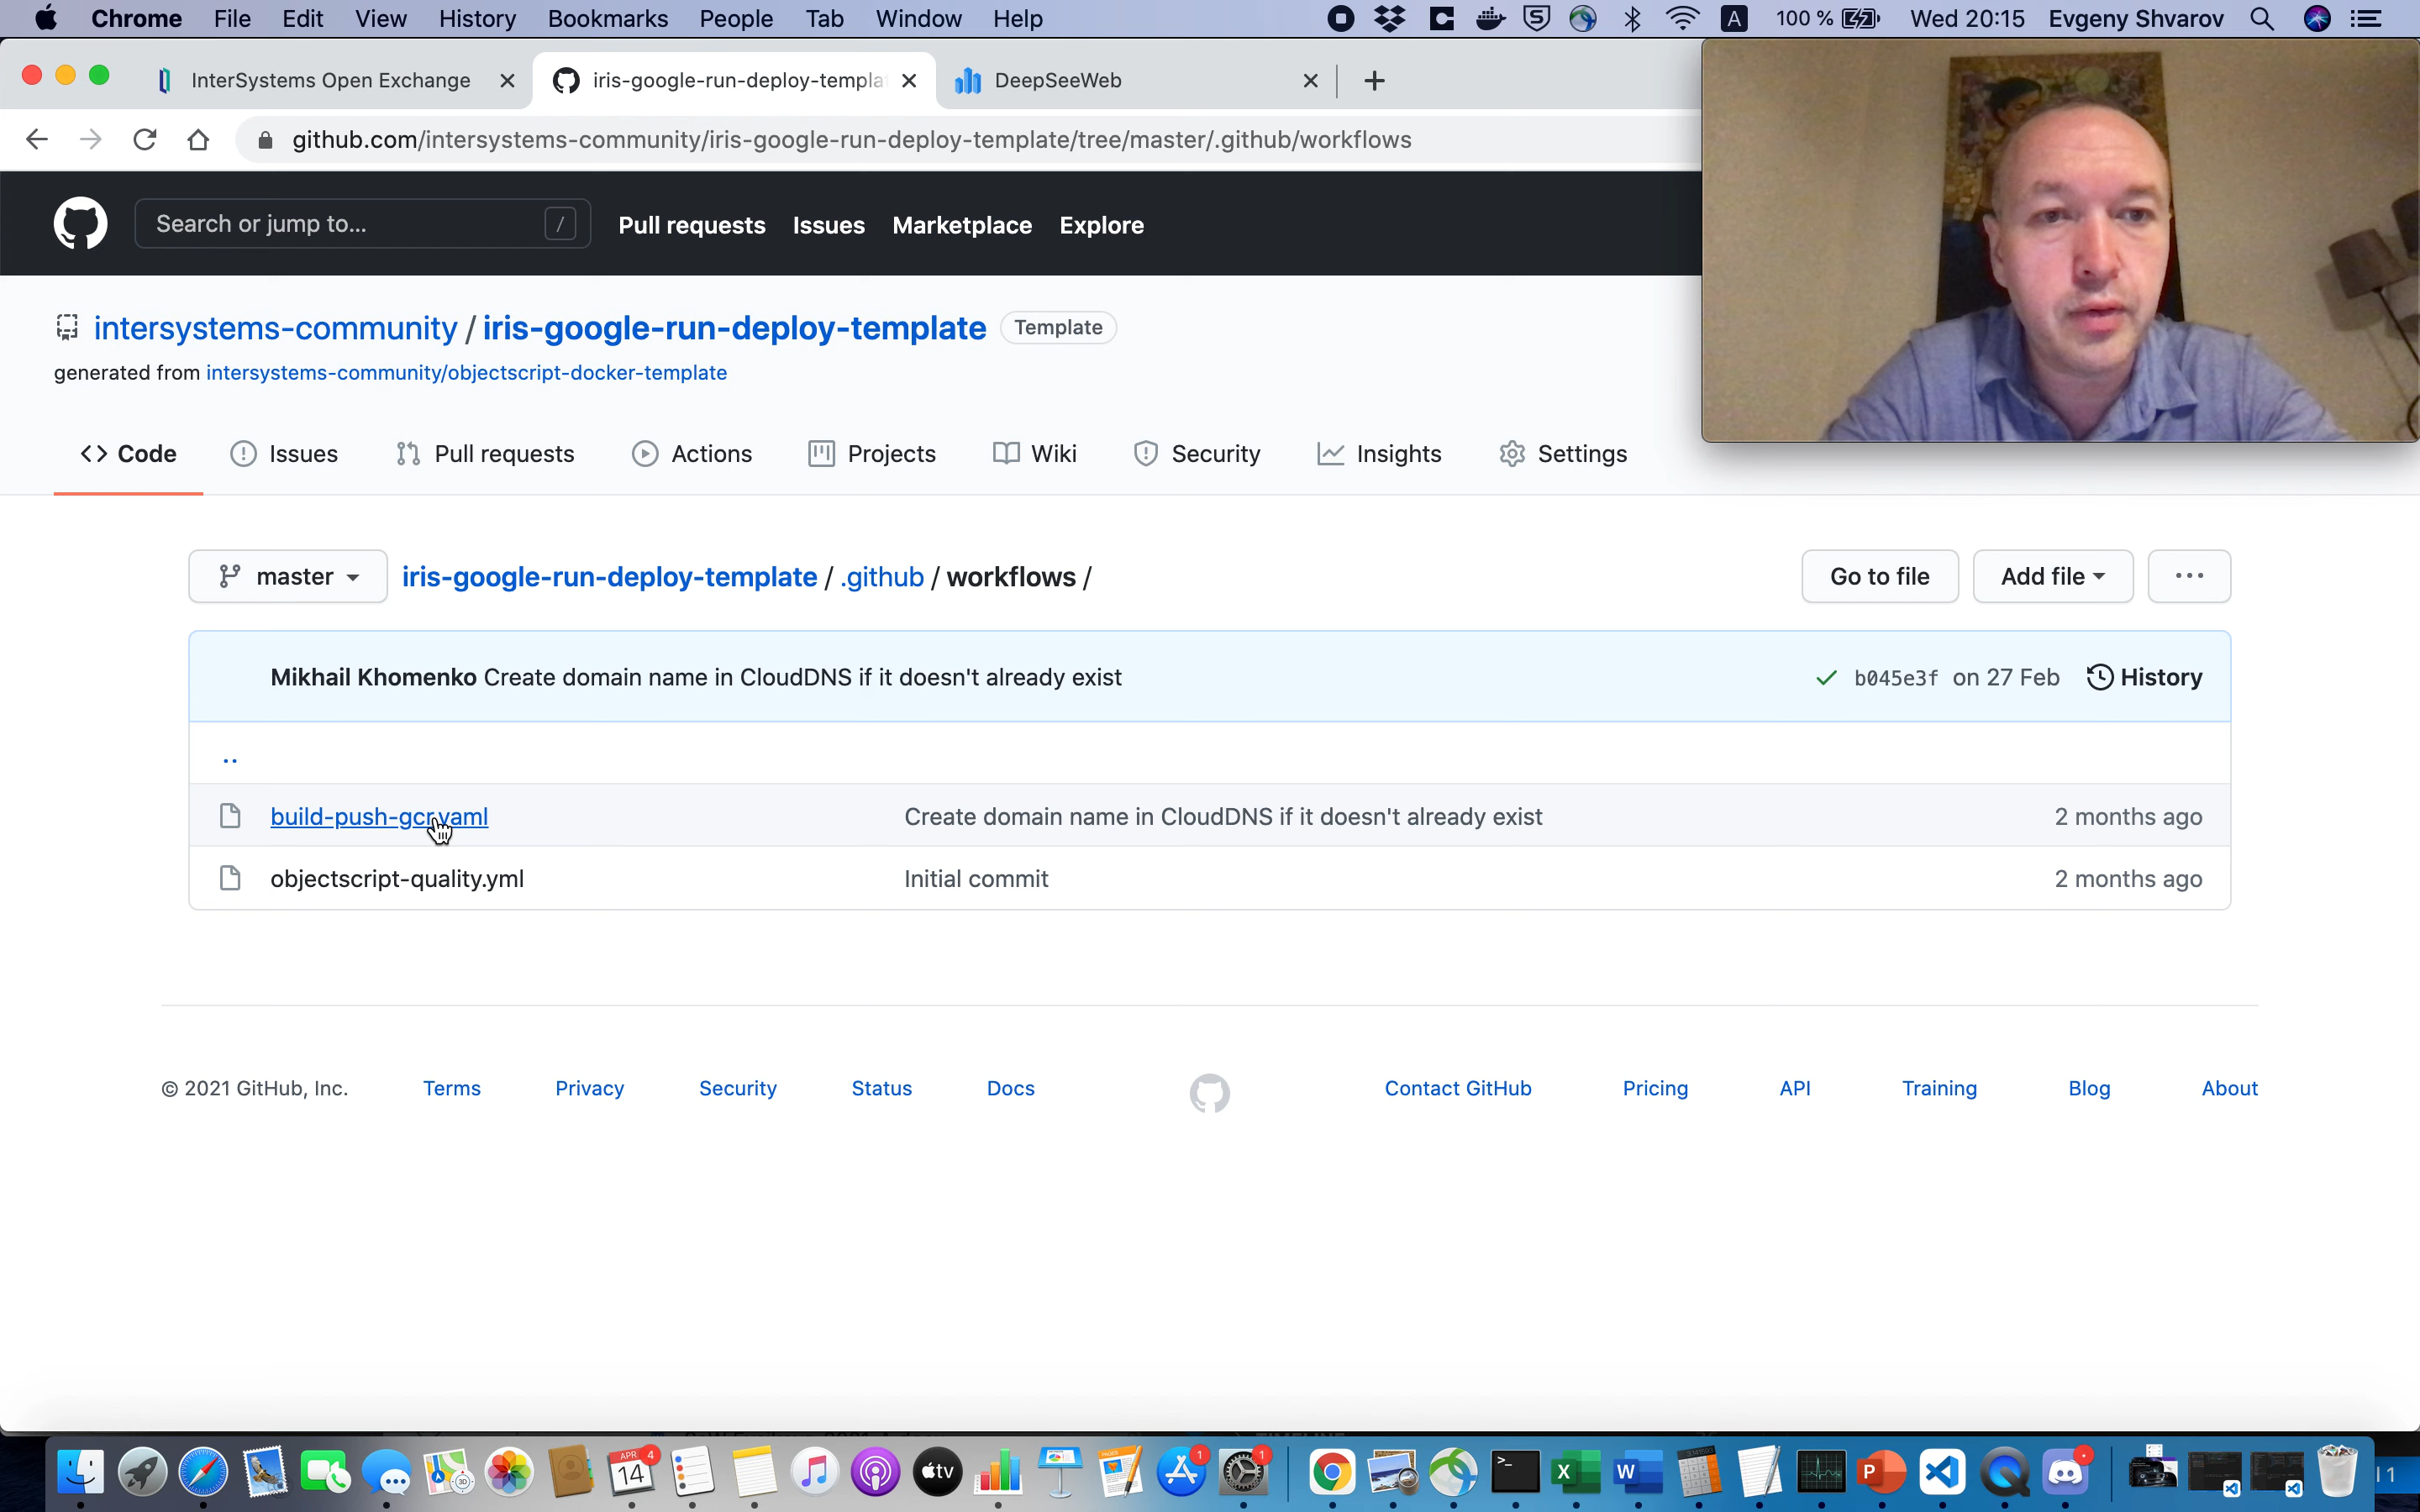 Chrome File Edit View History Bookmarks People Tab Window Help A 100 % Wed 20:15 Evgeny Shvarov
InterSystems Open Exchange iris-google-run-deploy-templa DeepSeeWeb
github.com/intersystems-community/iris-google-run-deploy-template/tree/master/.github/workflows
Search or jump to... / Pull requests Issues Marketplace Explore
intersystems-community / iris-google-run-deploy-template Template
generated from intersystems-community/objectscript-docker-template
Code Issues Pull requests Actions Projects Wiki Security Insights Settings
master iris-google-run-deploy-template / .github / workflows / Go to file Add file ...
Mikhail Khomenko Create domain name in CloudDNS if it doesn't already exist b045e3f on 27 Feb History
..
build-push-gcr.yaml Create domain name in CloudDNS if it doesn't already exist 2 months ago
objectscript-quality.yml Initial commit 2 months ago
© 2021 GitHub, Inc. Terms Privacy Security Status Docs Contact GitHub Pricing API Training Blog About
APR 14 4 tv 1 1